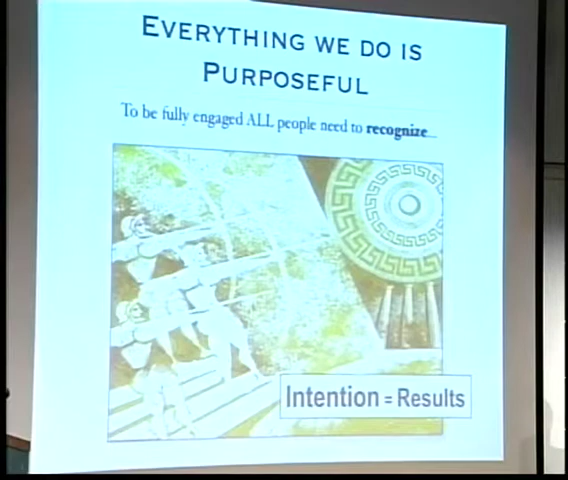 EVERYTHING WE DO IS
PURPOSEFUL
To be fully engaged ALL people need to recognize...
Intention = Results